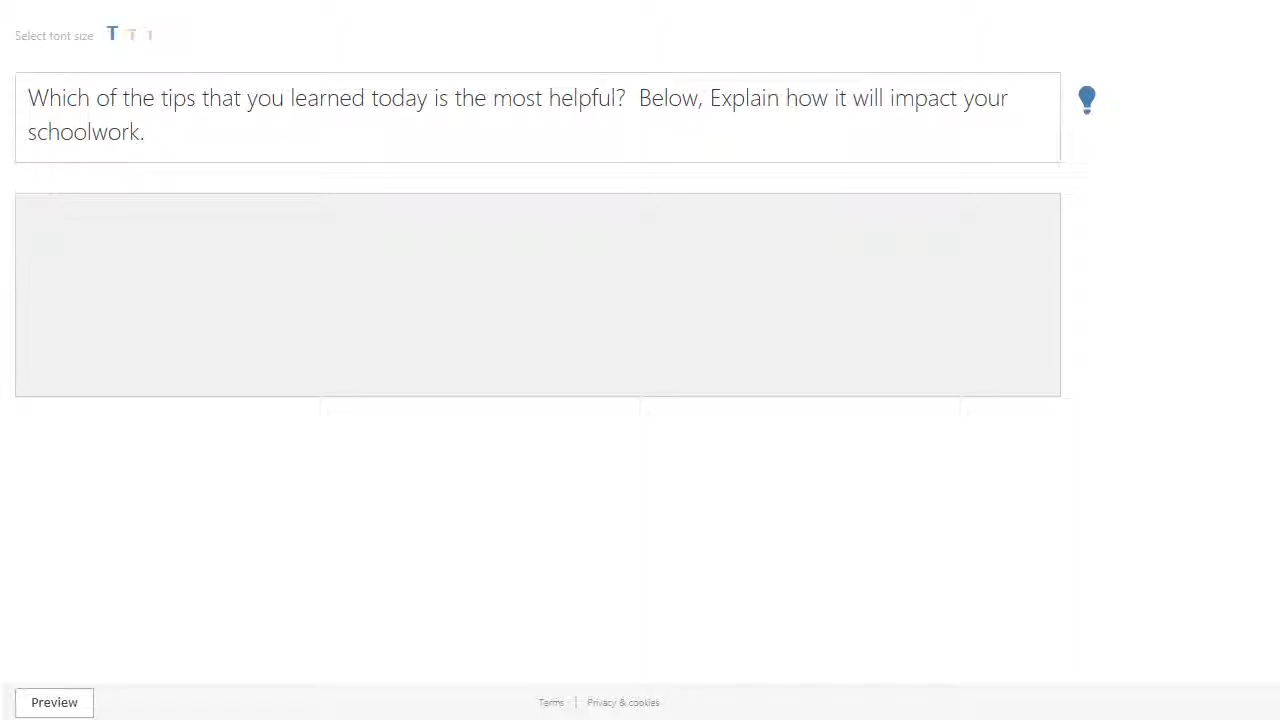 Select font size T T T
Which of the tips that you learned today is the most helpful?  Below, Explain how it will impact your
schoolwork.
Preview
Terms | Privacy & cookies